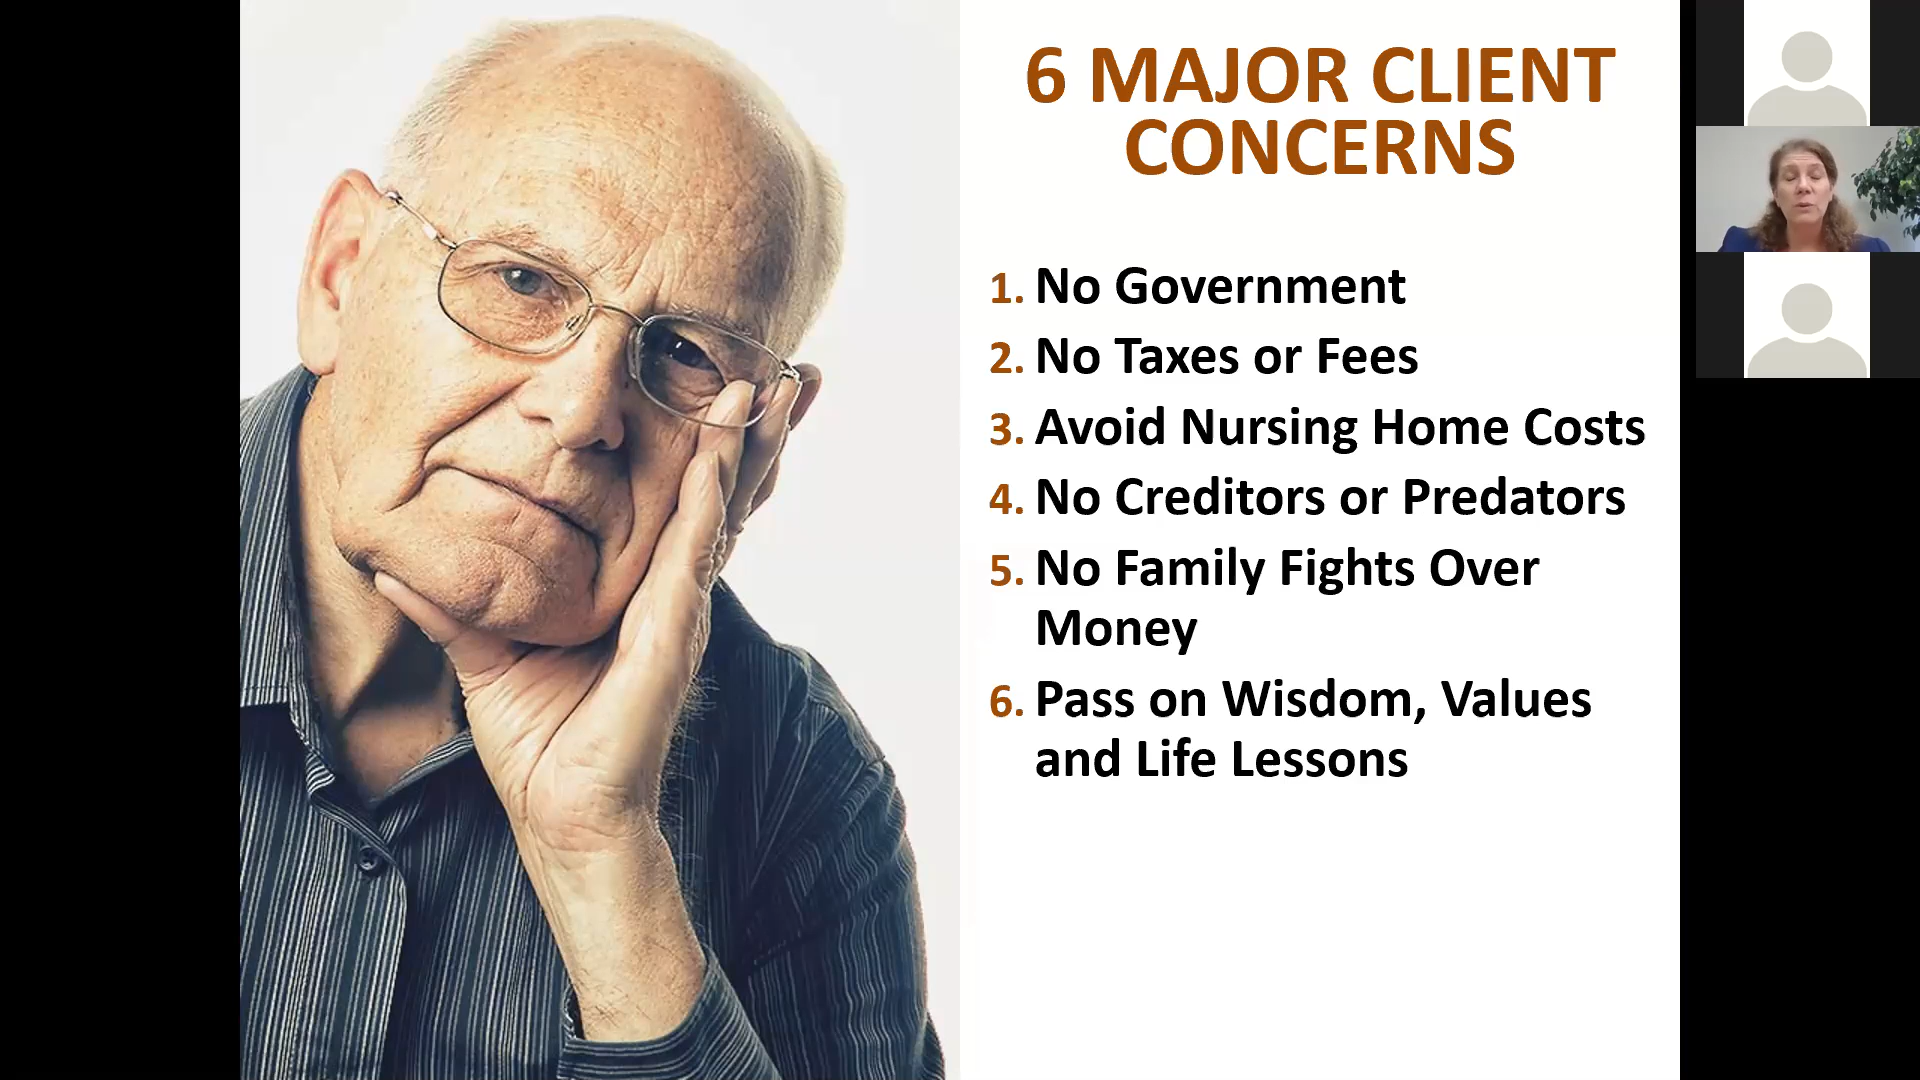 6 MAJOR CLIENT
CONCERNS
1. No Government
2. No Taxes or Fees
3. Avoid Nursing Home Costs
4. No Creditors or Predators
5. No Family Fights Over
Money
6. Pass on Wisdom, Values
and Life Lessons